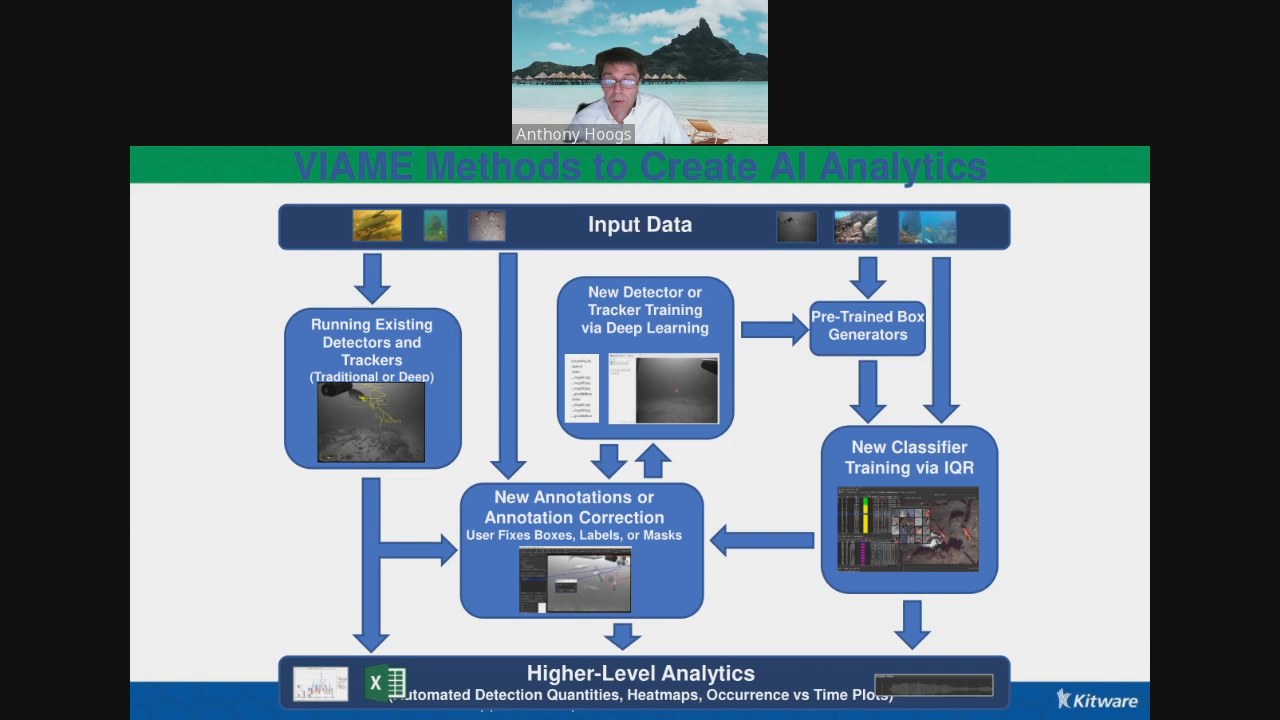 Anthony Hoogs
VIAME Methods to Create AI Analytics
Input Data
Running Existing
Detectors and
Trackers
(Traditional or Deep)
New Detector or
Tracker Training
via Deep Learning
Pre-Trained Box
Generators
New Classifier
Training via IQR
New Annotations or
Annotation Correction
User Fixes Boxes, Labels, or Masks
Higher-Level Analytics
X
(Automated Detection Quantities, Heatmaps, Occurrence vs Time Plots)
Kitware